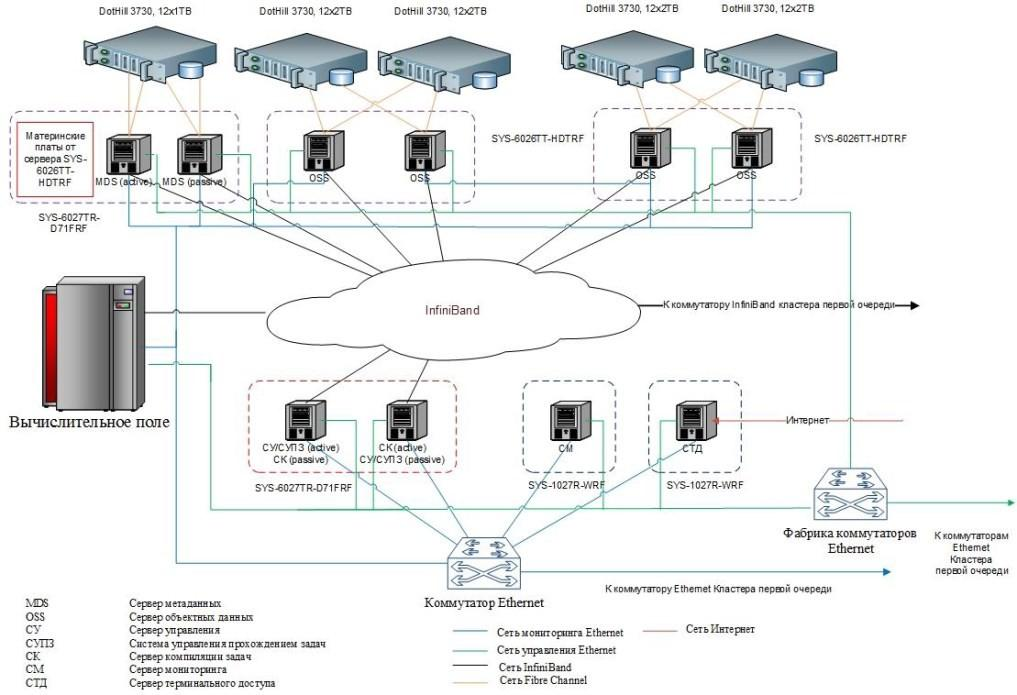 DotHill 3730, 12x1TB
DotHill 3730, 12x2TB
DotHill 3730, 12x2TB
DotHill 3730, 12x2TB
DotHill 3730, 12x2TB
Материнские
платы от
сервера SYS-
6026TT-
HDTRF
MDS (active)
MDS (passive)
OSS
OSS
SYS-6026TT-HDTRF
OSS
OSS
SYS-6026TT-HDTRF
SYS-6027TR-
D71FRF
InfiniBand
К коммутатору InfiniBand кластера первой очереди
Вычислительное поле
СУ/СУПЗ (active)
СК (passive)
СК (active)
СУ/СУПЗ (passive)
SYS-6027TR-D71FRF
СМ
SYS-1027R-WRF
СТД
SYS-1027R-WRF
Интернет
Фабрика коммутаторов
Ethernet
К коммутаторам
Ethernet
Кластера
первой очереди
Коммутатор Ethernet
К коммутатору Ethernet Кластера первой очереди
MDS Сервер метаданных
OSS Сервер объектных данных
СУ Сервер управления
СУПЗ Система управления прохождением задач
СК Сервер компиляции задач
СМ Сервер мониторинга
СТД Сервер терминального доступа
Сеть мониторинга Ethernet
Сеть управления Ethernet
Сеть InfiniBand
Сеть Fibre Channel
Сеть Интернет